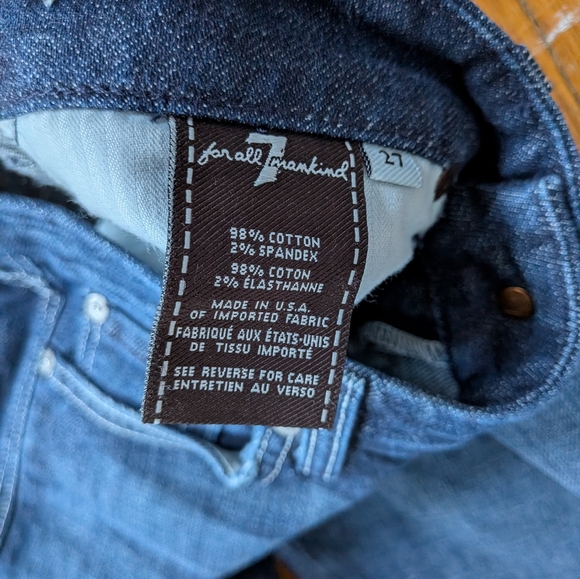 7
for all mankind
27
98% COTTON
2% SPANDEX
98% COTON
2% ÉLASTHANNE
MADE IN U.S.A.
OF IMPORTED FABRIC
FABRIQUÉ AUX ÉTATS-UNIS
DE TISSU IMPORTÉ
SEE REVERSE FOR CARE
ENTRETIEN AU VERSO